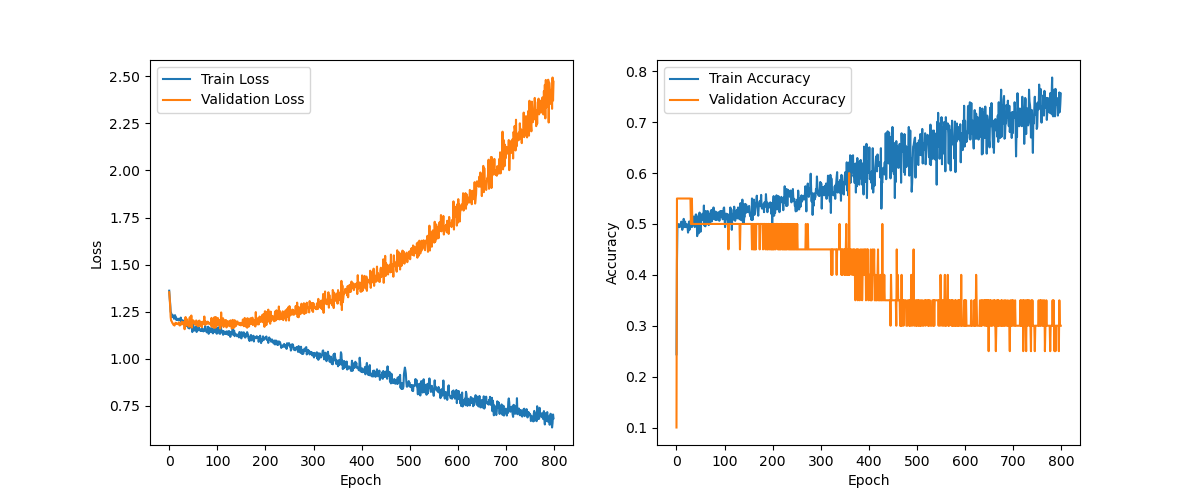 2.50
2.25
2.00
1.75
1.50
1.25
1.00
0.75
Loss
Train Loss
Validation Loss
0 100 200 300 400 500 600 700 800
Epoch
0.8
0.7
0.6
0.5
0.4
0.3
0.2
0.1
Accuracy
Train Accuracy
Validation Accuracy
0 100 200 300 400 500 600 700 800
Epoch